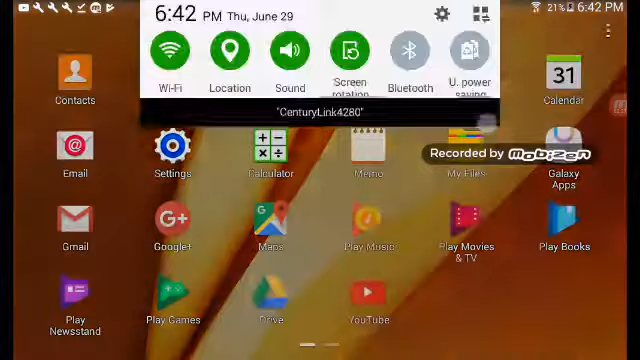 6:42 PM Thu, June 29
21% 6:42 PM
Wi-Fi
Location
Sound
Screen rotation
Bluetooth
U. power saving
"CenturyLink4280"
Contacts
31
Calendar
Recorded by MOBIZEN
Email
Settings
Calculator
Memo
My Files
Galaxy
Apps
Gmail
Google+
Maps
Play Music
Play Movies
& TV
Play Books
Play
Newsstand
Play Games
Drive
YouTube